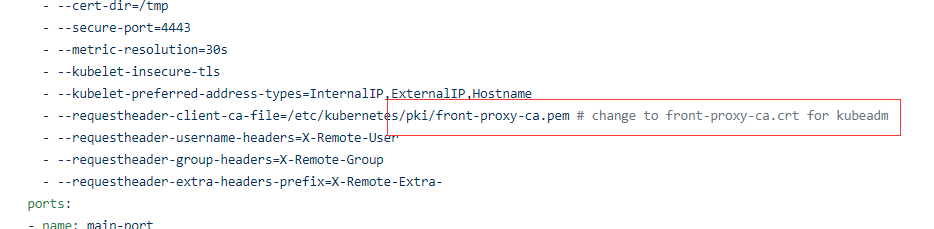 - --cert-dir=/tmp
- --secure-port=4443
- --metric-resolution=30s
- --kubelet-insecure-tls
- --kubelet-preferred-address-types=InternalIP,ExternalIP,Hostname
- --requestheader-client-ca-file=/etc/kubernetes/pki/front-proxy-ca.pem # change to front-proxy-ca.crt for kubeadm
- --requestheader-username-headers=X-Remote-User
- --requestheader-group-headers=X-Remote-Group
- --requestheader-extra-headers-prefix=X-Remote-Extra-
ports:
- name: main-port